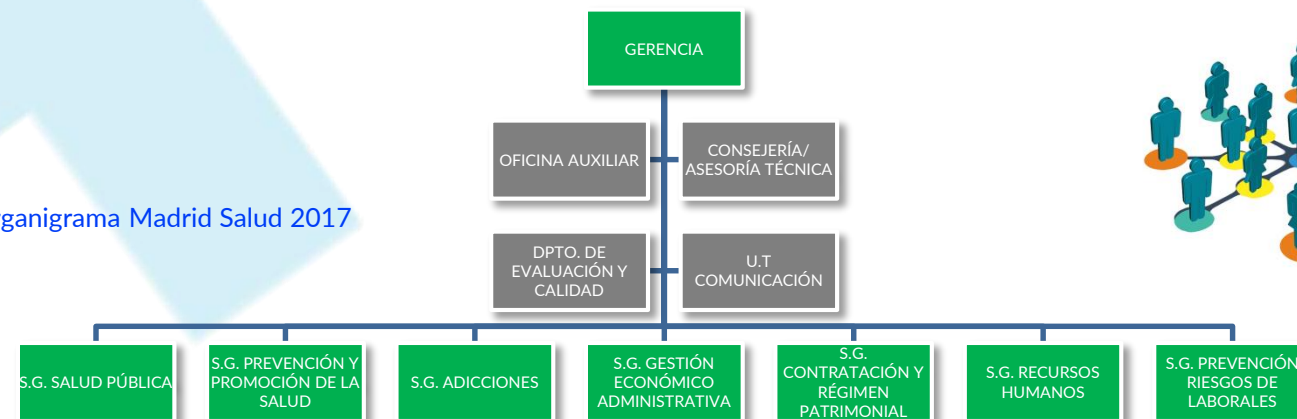 GERENCIA
OFICINA AUXILIAR
CONSEJERÍA/
ASESORÍA TÉCNICA
rganigrama Madrid Salud 2017
DPTO. DE
EVALUACIÓN Y
CALIDAD
U.T
COMUNICACIÓN
S.G. SALUD PÚBLICA
S.G. PREVENCIÓN Y
PROMOCIÓN DE LA
SALUD
S.G. ADICCIONES
S.G. GESTIÓN
ECONÓMICO
ADMINISTRATIVA
S.G.
CONTRATACIÓN Y
RÉGIMEN
PATRIMONIAL
S.G. RECURSOS
HUMANOS
S.G. PREVENCIÓN
RIESGOS DE
LABORALES